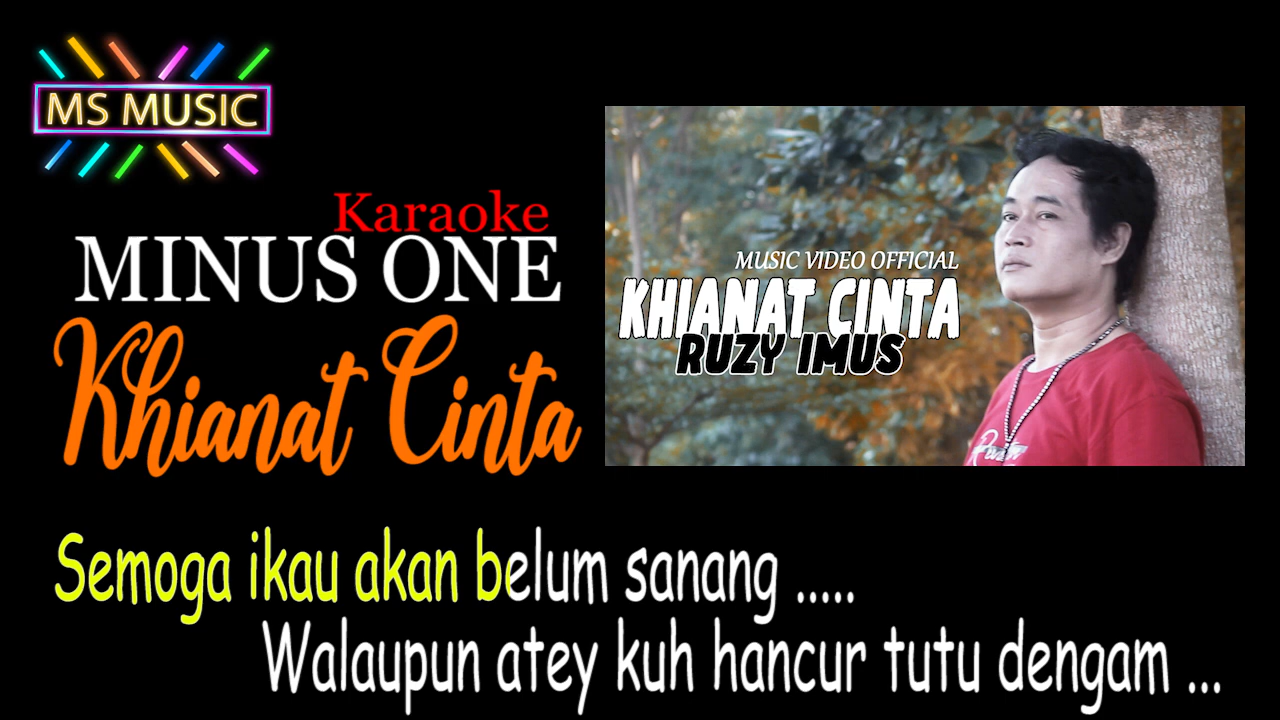 MS MUSIC
Karaoke
MINUS ONE
Khianat Cinta
MUSIC VIDEO OFFICIAL
KHIANAT CINTA
RUZY IMUS
Semoga ikau akan belum sanang .....
Walaupun atey kuh hancur tutu dengam ...